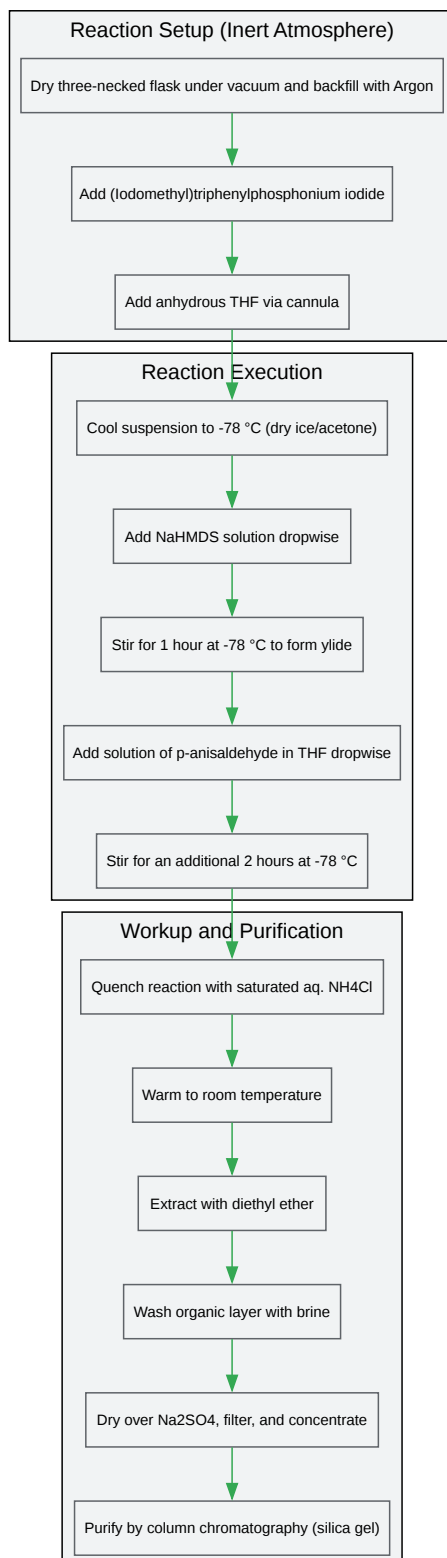 Reaction Setup (Inert Atmosphere)
Dry three-necked flask under vacuum and backfill with Argon
Add (Iodomethyl)triphenylphosphonium iodide
Add anhydrous THF via cannula
Reaction Execution
Cool suspension to -78 °C (dry ice/acetone)
Add NaHMDS solution dropwise
Stir for 1 hour at -78 °C to form ylide
Add solution of p-anisaldehyde in THF dropwise
Stir for an additional 2 hours at -78 °C
Workup and Purification
Quench reaction with saturated aq. NH4Cl
Warm to room temperature
Extract with diethyl ether
Wash organic layer with brine
Dry over Na2SO4, filter, and concentrate
Purify by column chromatography (silica gel)